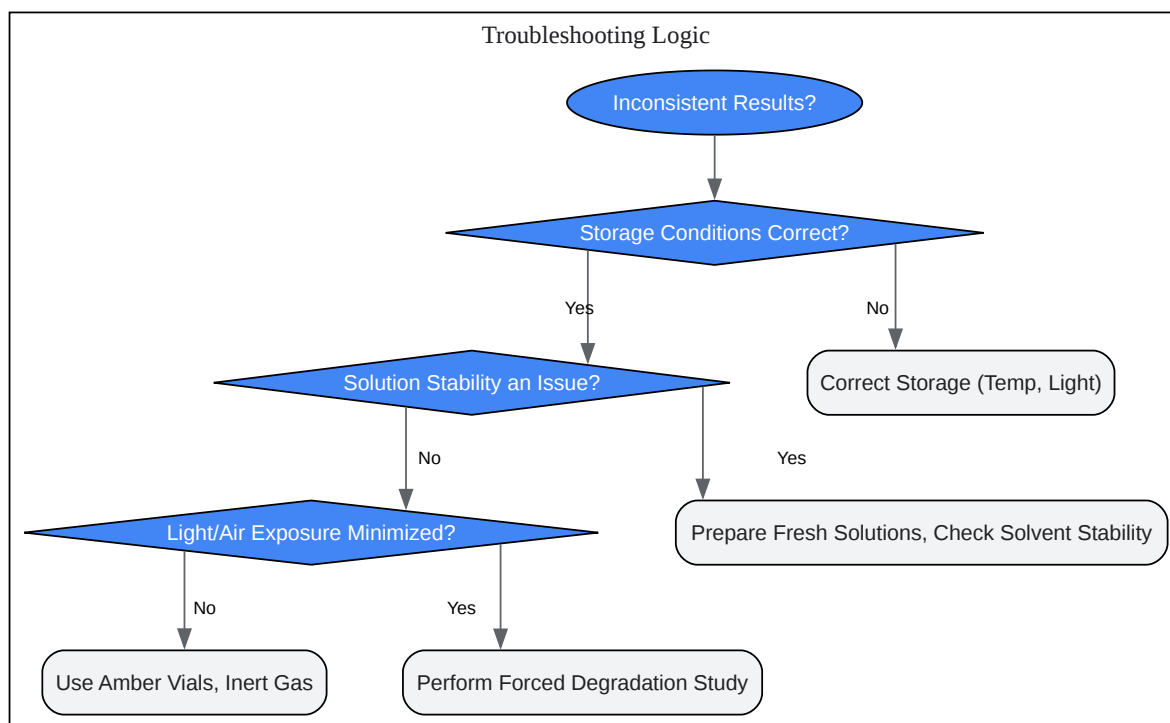 Troubleshooting Logic
Inconsistent Results?
Storage Conditions Correct?
Yes
No
Solution Stability an Issue?
Correct Storage (Temp, Light)
No
Yes
Light/Air Exposure Minimized?
Prepare Fresh Solutions, Check Solvent Stability
No
Yes
Use Amber Vials, Inert Gas
Perform Forced Degradation Study